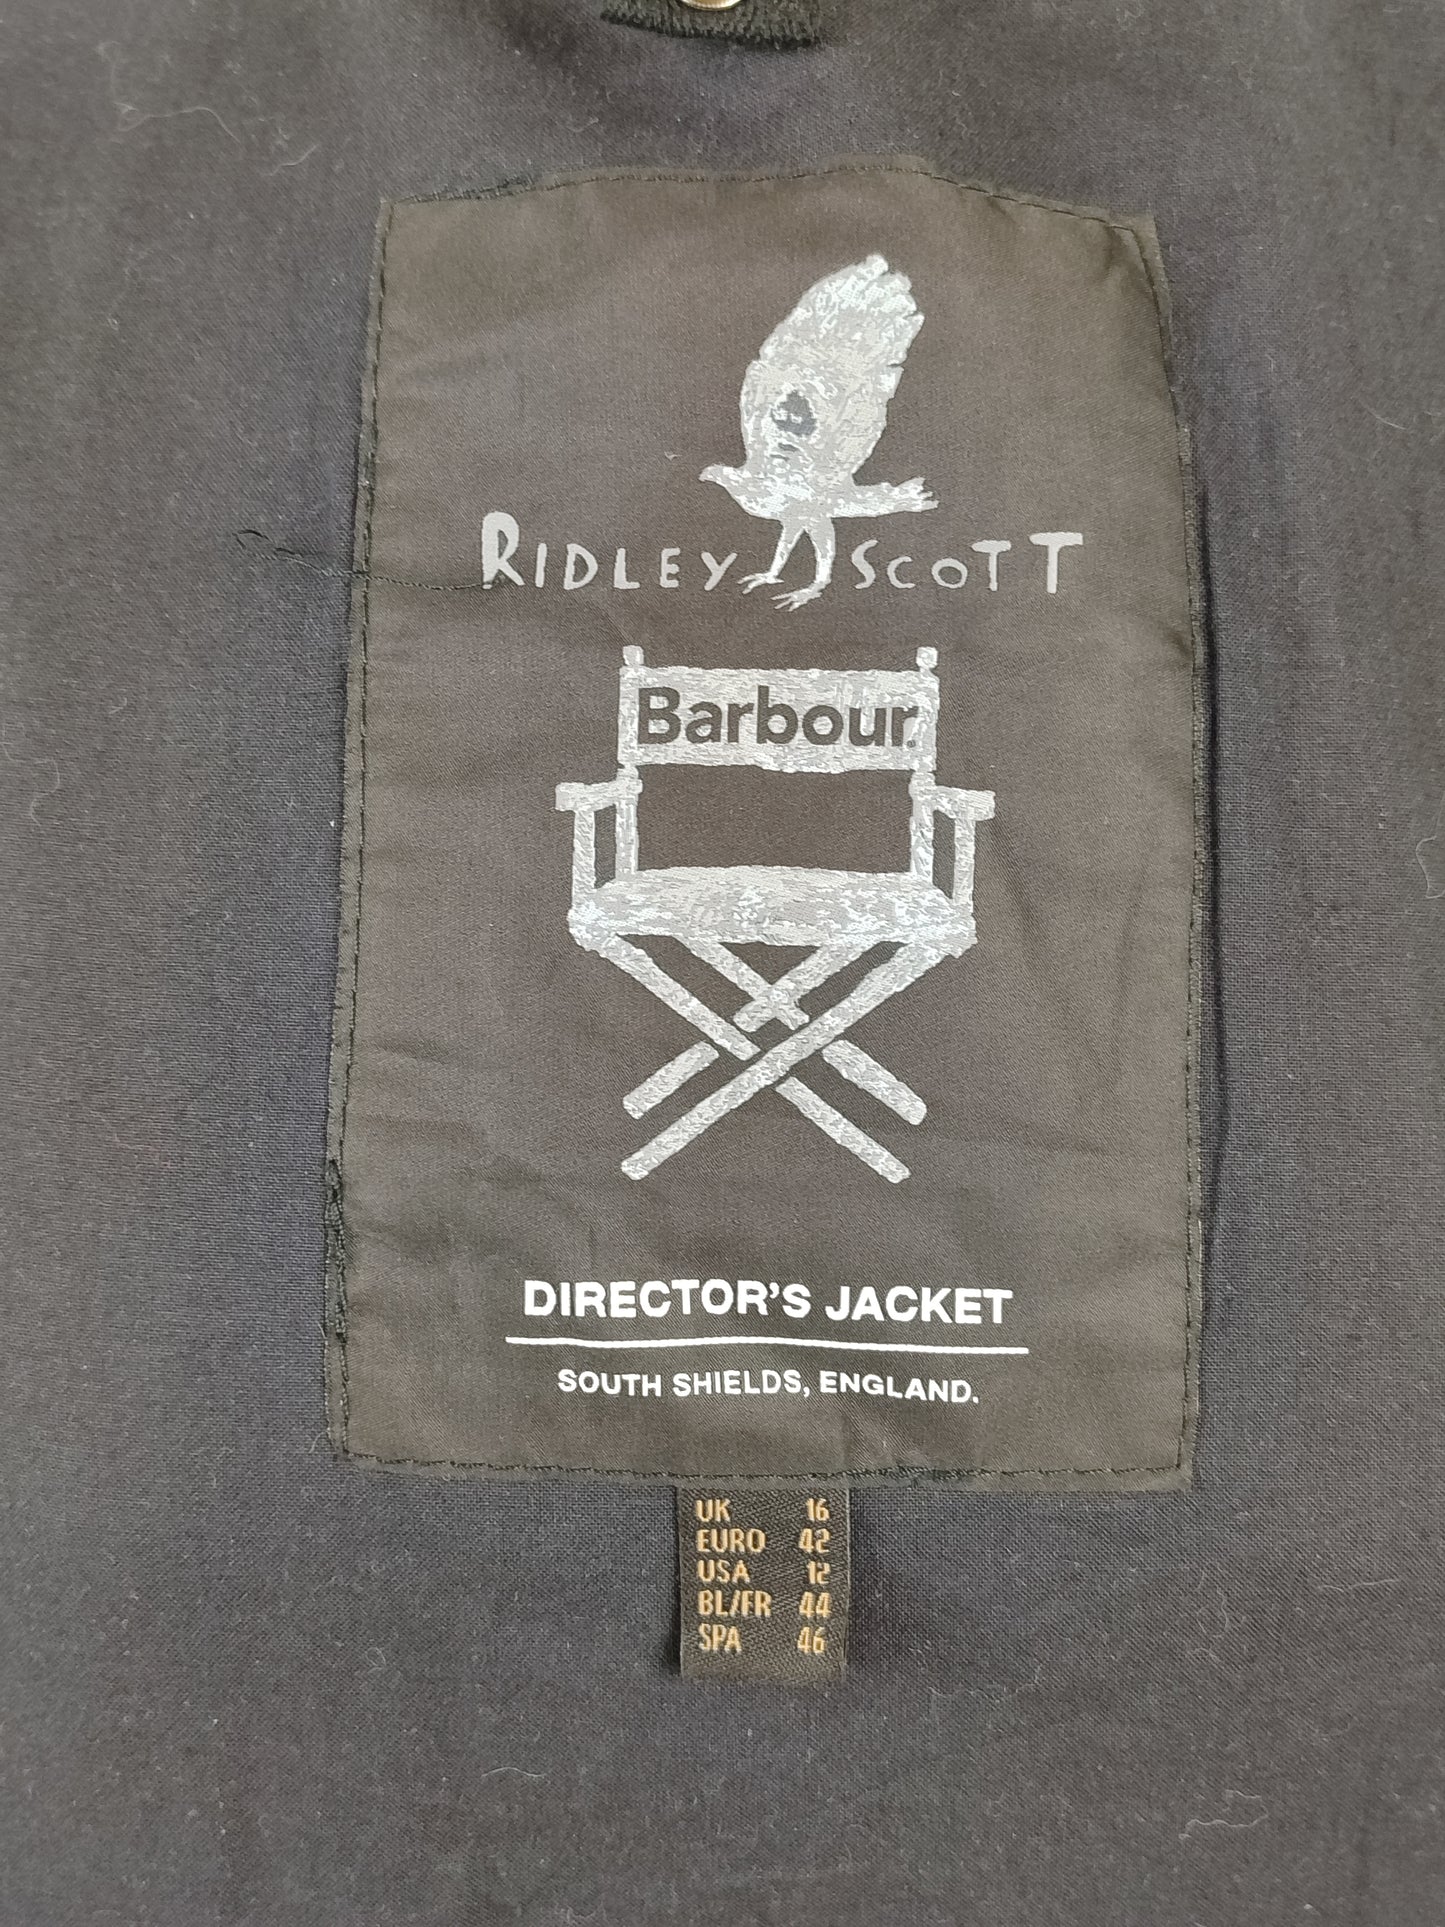 RIDLEY SCOTT
Barbour.
DIRECTOR'S JACKET
SOUTH SHIELDS, ENGLAND.
UK 16
EURO 42
USA 12
BL/FR 44
SPA 46